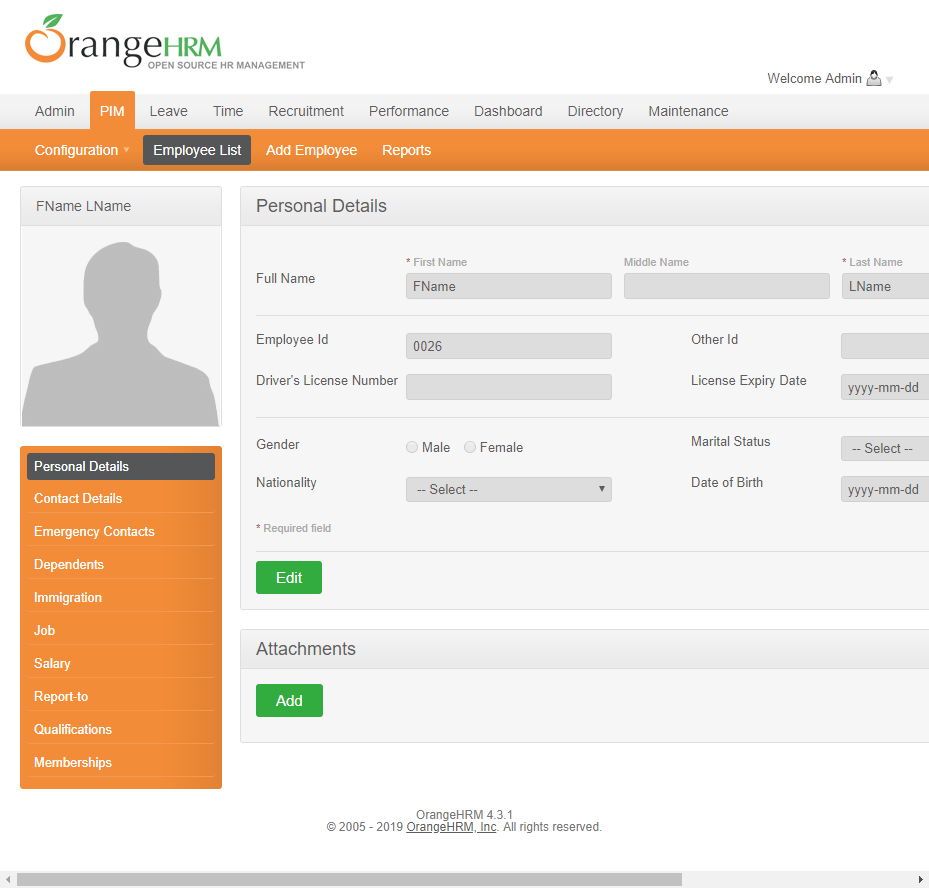 OrangeHRM
OPEN SOURCE HR MANAGEMENT
Welcome Admin
Admin PIM Leave Time Recruitment Performance Dashboard Directory Maintenance
Configuration Employee List Add Employee Reports
FName LName
Personal Details
Contact Details
Emergency Contacts
Dependents
Immigration
Job
Salary
Report-to
Qualifications
Memberships
Personal Details
* First Name Middle Name * Last Name
Full Name FName LName
Employee Id 0026 Other Id
Driver's License Number License Expiry Date yyyy-mm-dd
Gender Male Female Marital Status -- Select --
Nationality -- Select -- Date of Birth yyyy-mm-dd
* Required field
Edit
Attachments
Add
OrangeHRM 4.3.1
© 2005 - 2019 OrangeHRM, Inc. All rights reserved.